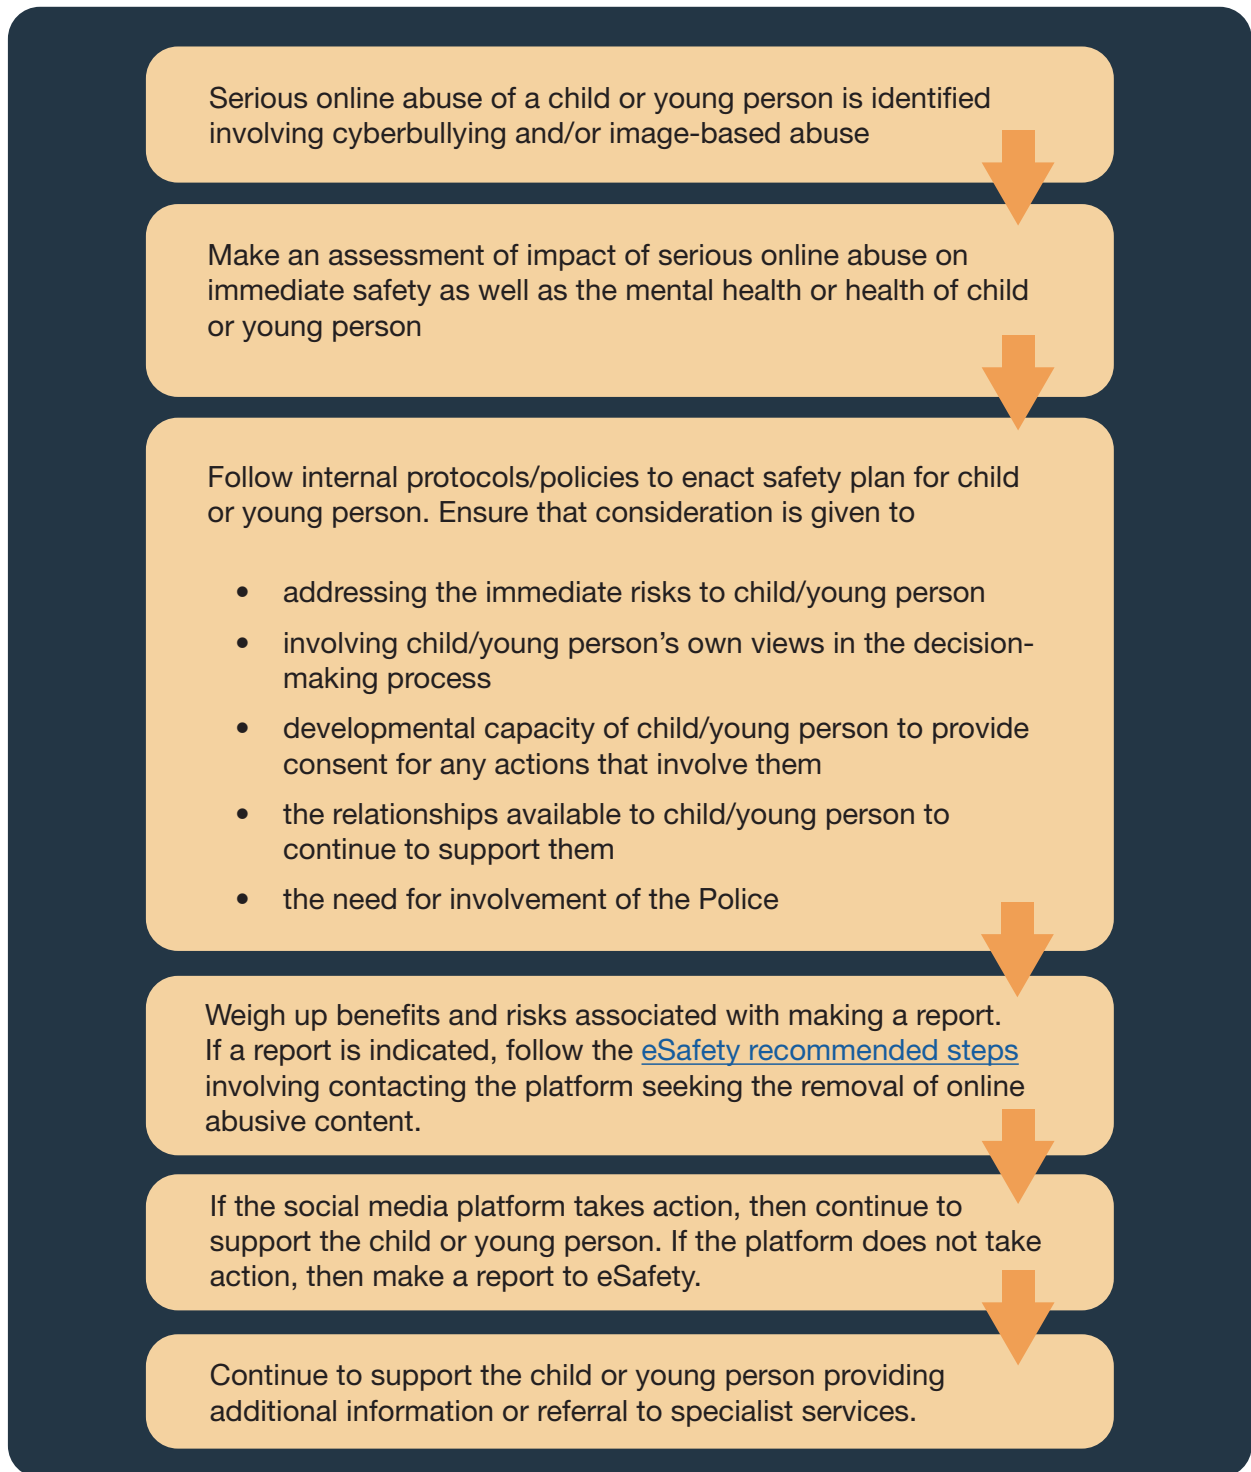 Serious online abuse of a child or young person is identified
involving cyberbullying and/or image-based abuse
Make an assessment of impact of serious online abuse on
immediate safety as well as the mental health or health of child
or young person
Follow internal protocols/policies to enact safety plan for child
or young person. Ensure that consideration is given to
• addressing the immediate risks to child/young person
• involving child/young person’s own views in the decision-
making process
• developmental capacity of child/young person to provide
consent for any actions that involve them
• the relationships available to child/young person to
continue to support them
• the need for involvement of the Police
Weigh up benefits and risks associated with making a report.
If a report is indicated, follow the eSafety recommended steps
involving contacting the platform seeking the removal of online
abusive content.
If the social media platform takes action, then continue to
support the child or young person. If the platform does not take
action, then make a report to eSafety.
Continue to support the child or young person providing
additional information or referral to specialist services.